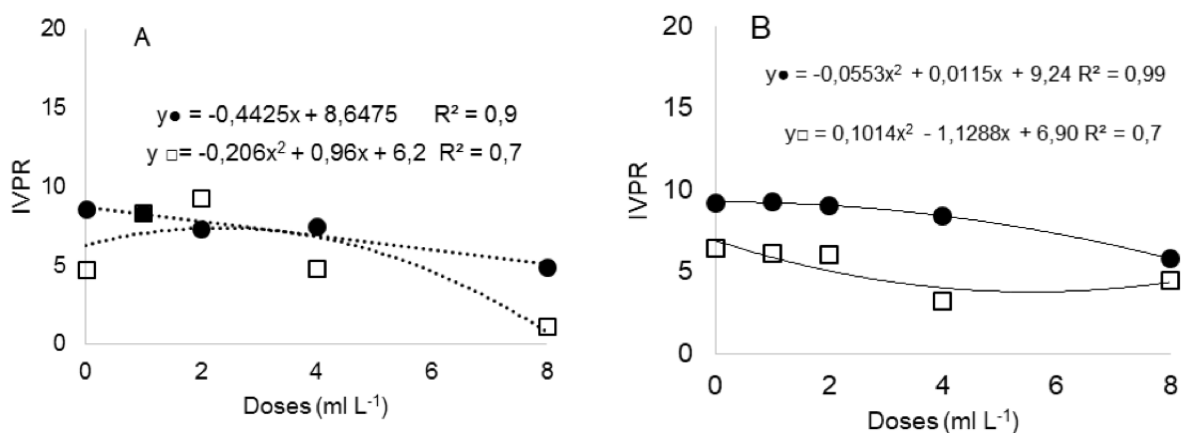 A
y● = -0,4425x + 8,6475 R² = 0,9
y □= -0,206x² + 0,96x + 6,2 R² = 0,7
IVPR
20
15
10
5
0
0 2 4 6 8
Doses (ml L⁻¹)
B
y● = -0,0553x² + 0,0115x + 9,24 R² = 0,99
y□ = 0,1014x² - 1,1288x + 6,90 R² = 0,7
IVPR
20
15
10
5
0
0 2 4 6 8
Doses (ml L⁻¹)